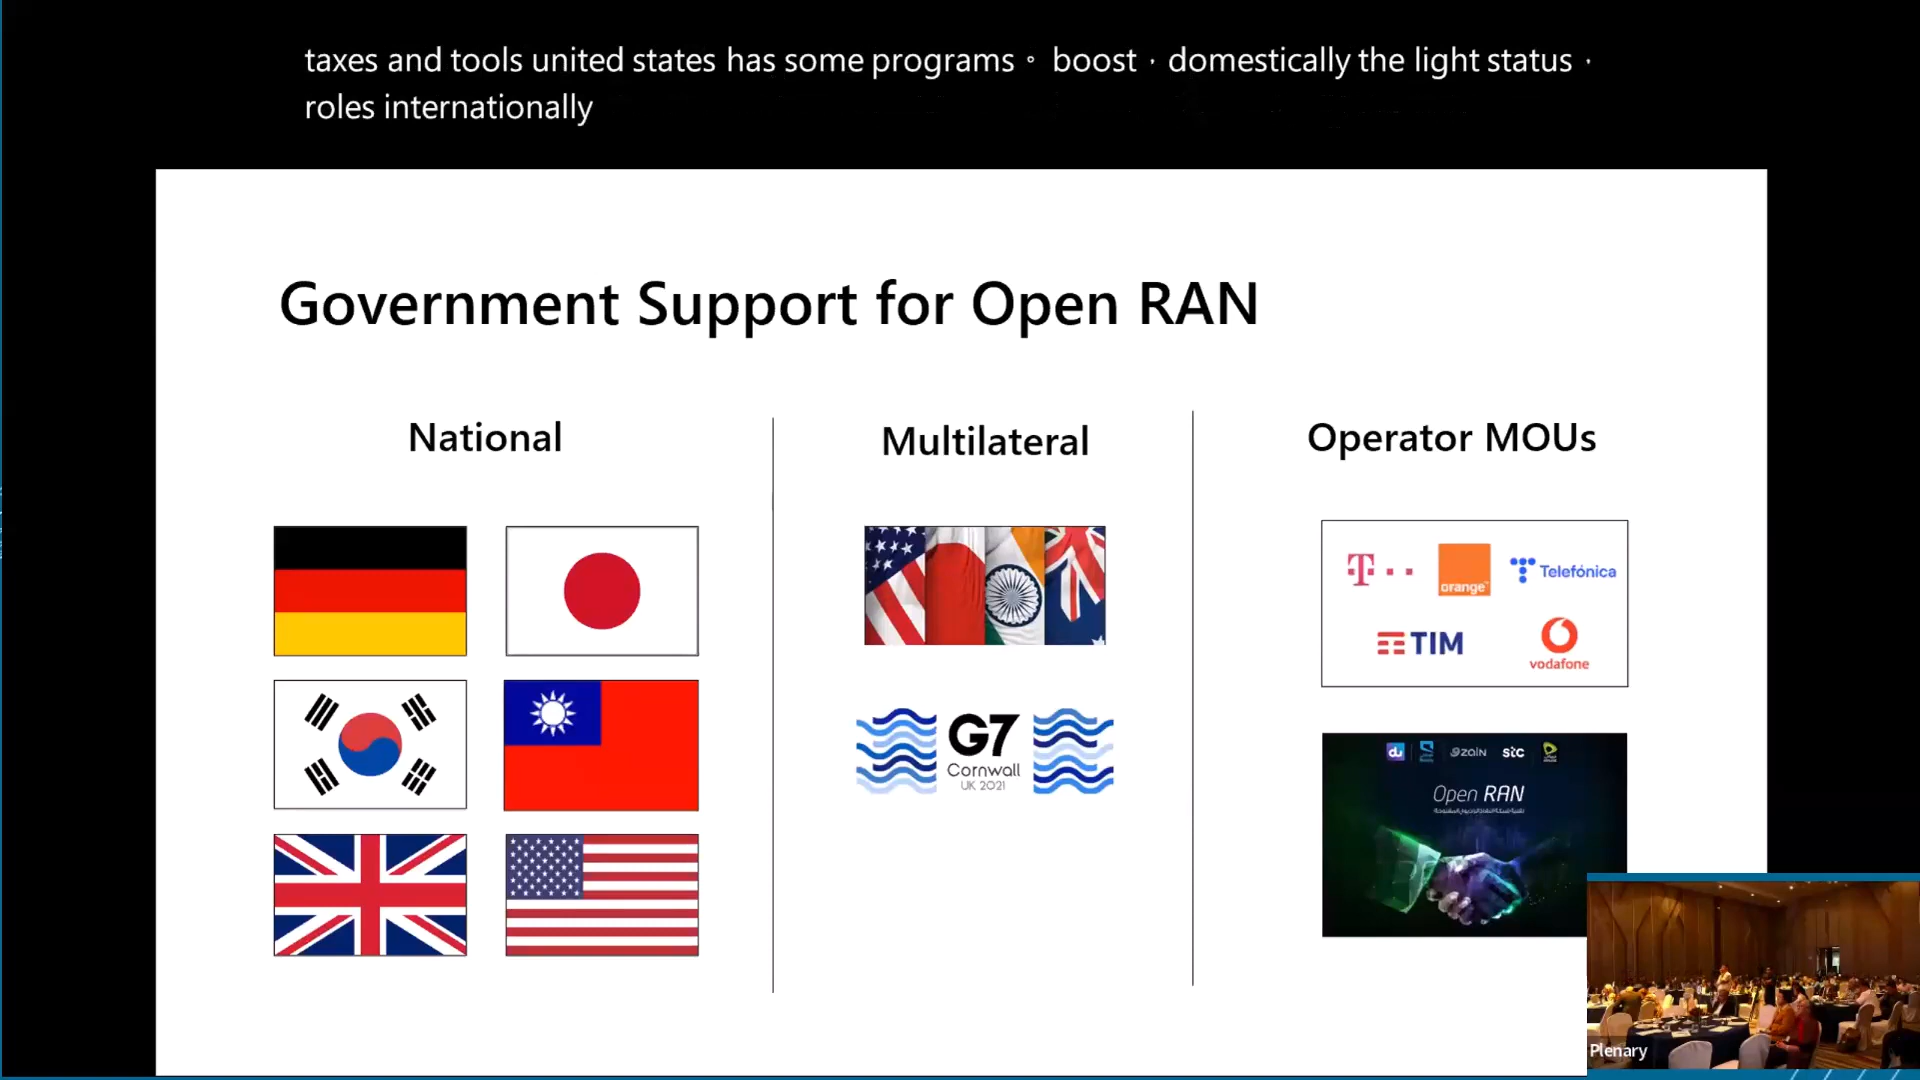 taxes and tools united states has some programs。 boost，domestically the light status，
roles internationally
Government Support for Open RAN
National
Multilateral
Operator MOUs
T
orange
Telefónica
TIM
vodafone
G7
Cornwall
UK 2021
du
zain
stc
Open RAN
Plenary